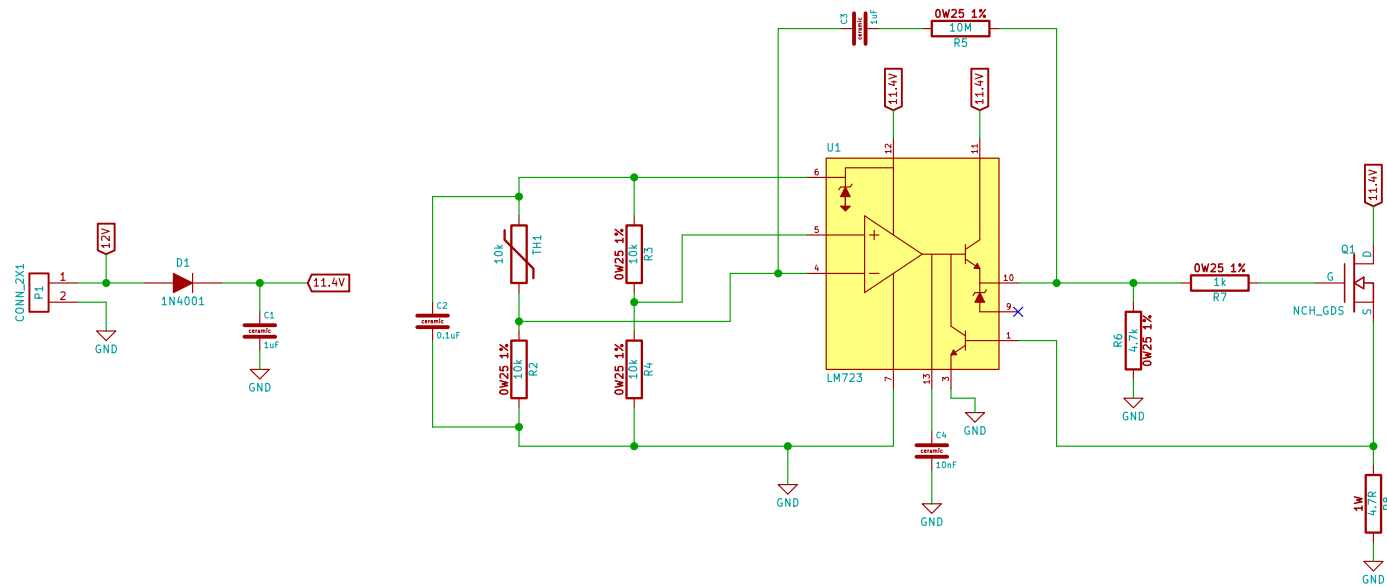 CONN_2X1
P1
1
2
12V
GND
D1
1N4001
11.4V
C1
ceramic
1uF
GND
C2
ceramic
0.1uF
10k
TH1
0W25 1%
10k
R2
0W25 1%
10k
R3
0W25 1%
10k
R4
GND
C3
ceramic
1uF
0W25 1%
10M
R5
11.4V
11.4V
U1
12
11
6
5
4
10
9
1
7
13
3
LM723
GND
C4
ceramic
10nF
GND
R6
4.7k
0W25 1%
GND
0W25 1%
1k
R7
11.4V
Q1
D
G
S
NCH_GDS
1W
4.7R
GND